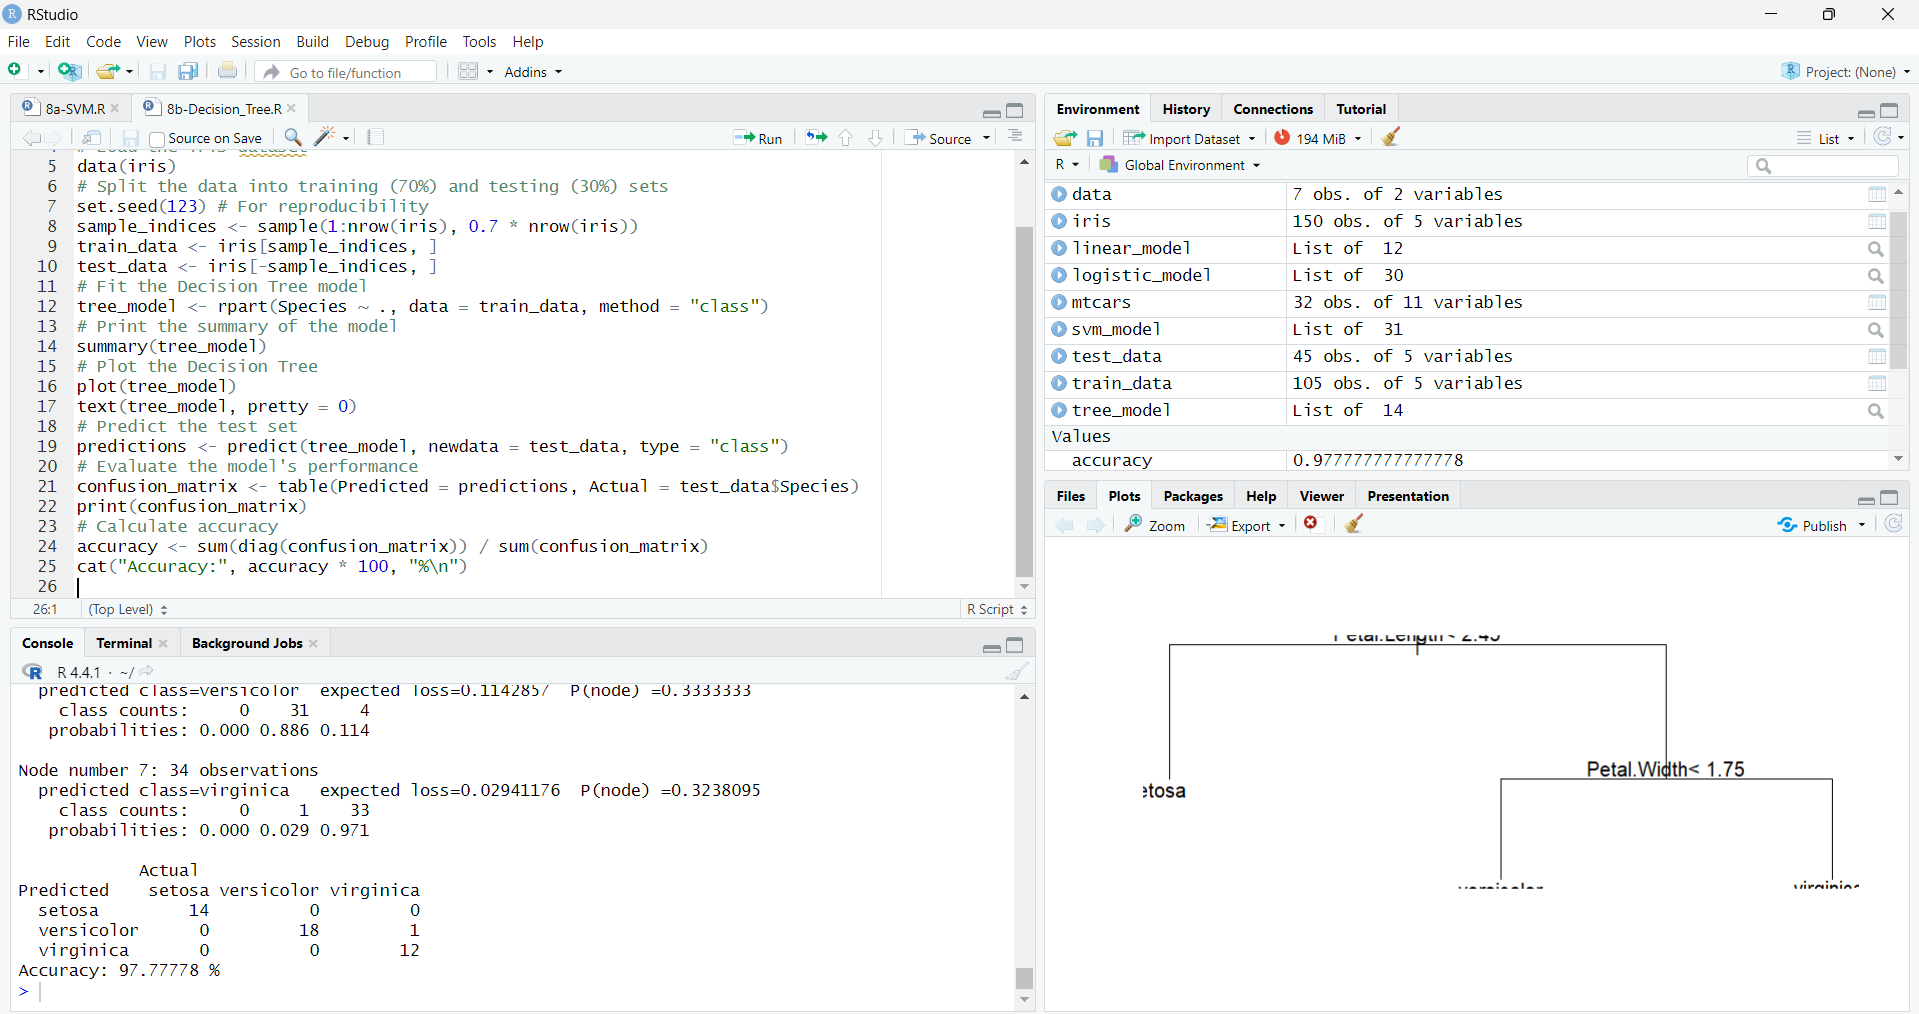 RStudio
File Edit Code View Plots Session Build Debug Profile Tools Help
Go to file/function Addins Project: (None)
8a-SVM.R 8b-Decision_Tree.R
Source on Save Run Source
5 data(iris)
6 # Split the data into training (70%) and testing (30%) sets
7 set.seed(123) # For reproducibility
8 sample_indices <- sample(1:nrow(iris), 0.7 * nrow(iris))
9 train_data <- iris[sample_indices, ]
10 test_data <- iris[-sample_indices, ]
11 # Fit the Decision Tree model
12 tree_model <- rpart(Species ~ ., data = train_data, method = "class")
13 # Print the summary of the model
14 summary(tree_model)
15 # Plot the Decision Tree
16 plot(tree_model)
17 text(tree_model, pretty = 0)
18 # Predict the test set
19 predictions <- predict(tree_model, newdata = test_data, type = "class")
20 # Evaluate the model's performance
21 confusion_matrix <- table(Predicted = predictions, Actual = test_data$Species)
22 print(confusion_matrix)
23 # Calculate accuracy
24 accuracy <- sum(diag(confusion_matrix)) / sum(confusion_matrix)
25 cat("Accuracy:", accuracy * 100, "%\n")
26
26:1 (Top Level) R Script
Console Terminal Background Jobs
R 4.4.1 · ~/
predicted class=versicolor expected loss=0.1142857 P(node) =0.3333333
class counts: 0 31 4
probabilities: 0.000 0.886 0.114
Node number 7: 34 observations
predicted class=virginica expected loss=0.02941176 P(node) =0.3238095
class counts: 0 1 33
probabilities: 0.000 0.029 0.971
Actual
Predicted setosa versicolor virginica
setosa 14 0 0
versicolor 0 18 1
virginica 0 0 12
Accuracy: 97.77778 %
>
Environment History Connections Tutorial
Import Dataset 194 MiB List
R Global Environment
data 7 obs. of 2 variables
iris 150 obs. of 5 variables
linear_model List of 12
logistic_model List of 30
mtcars 32 obs. of 11 variables
svm_model List of 31
test_data 45 obs. of 5 variables
train_data 105 obs. of 5 variables
tree_model List of 14
Values
accuracy 0.977777777777778
Files Plots Packages Help Viewer Presentation
Zoom Export Publish
Petal.Length< 2.45
Petal.Width< 1.75
etosa
versicolor virginica